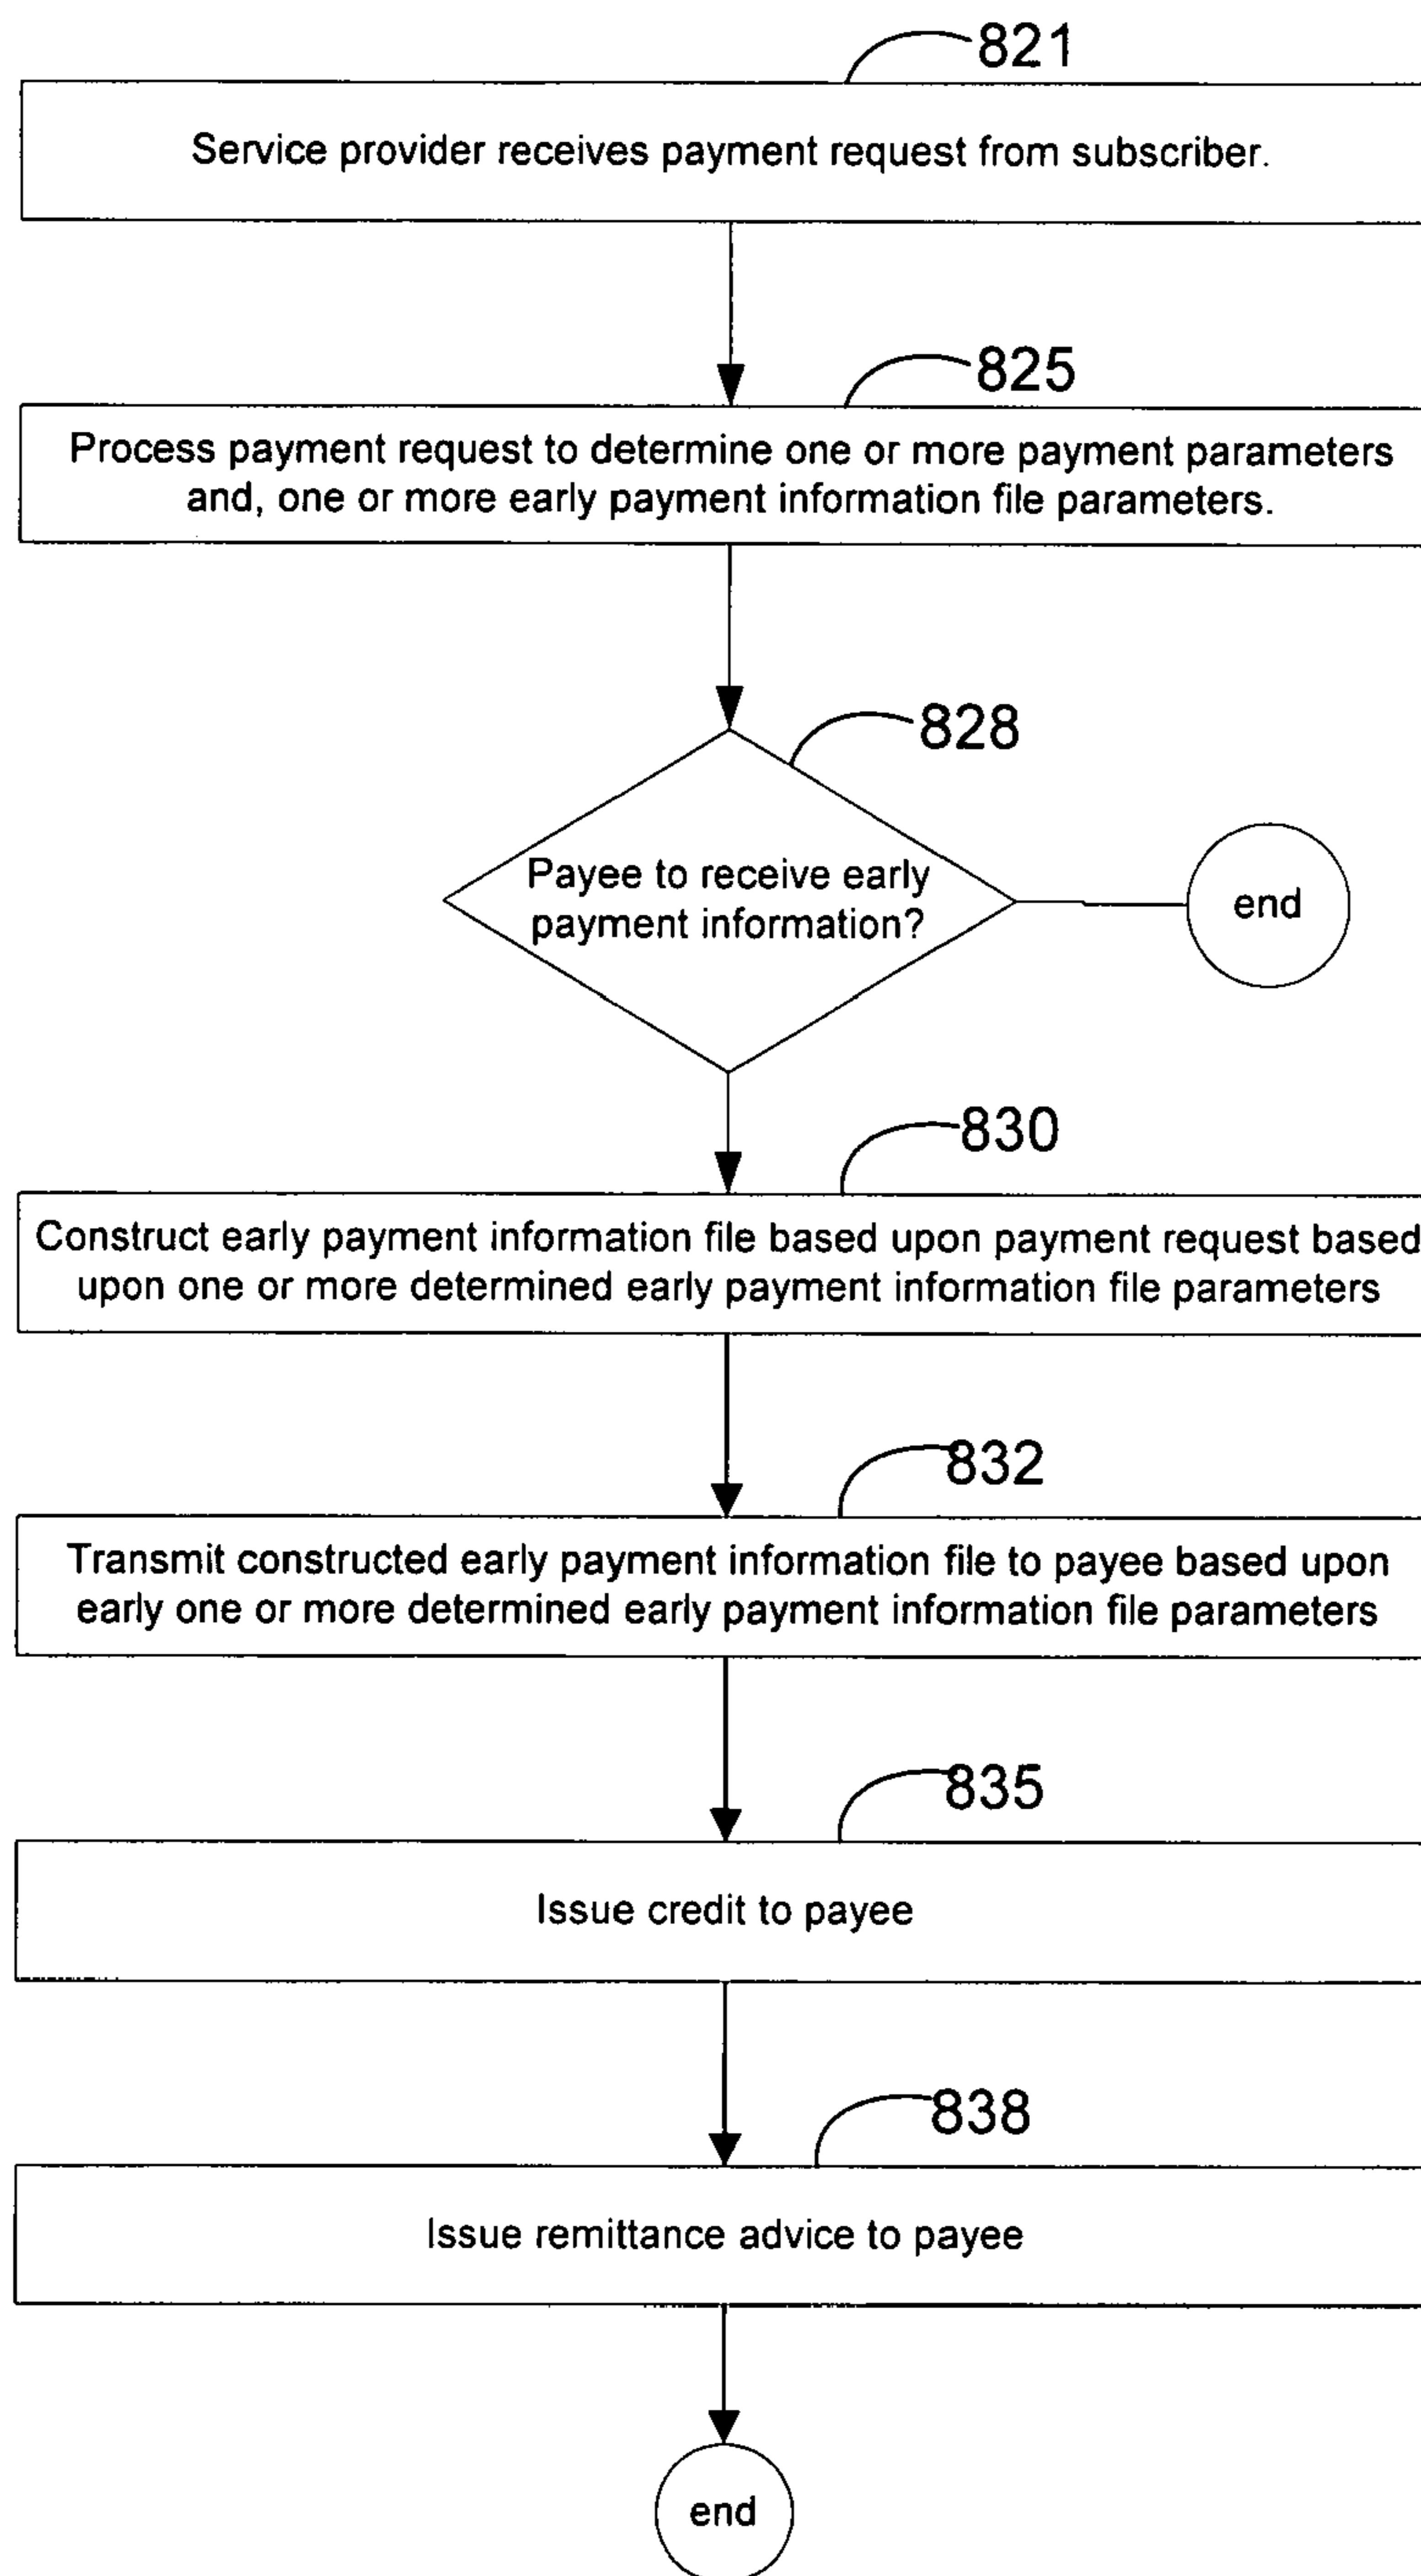 821
Service provider receives payment request from subscriber.
825
Process payment request to determine one or more payment parameters
and, one or more early payment information file parameters.
828
Payee to receive early
payment information?
end
830
Construct early payment information file based upon payment request based
upon one or more determined early payment information file parameters
832
Transmit constructed early payment information file to payee based upon
early one or more determined early payment information file parameters
835
Issue credit to payee
838
Issue remittance advice to payee
end